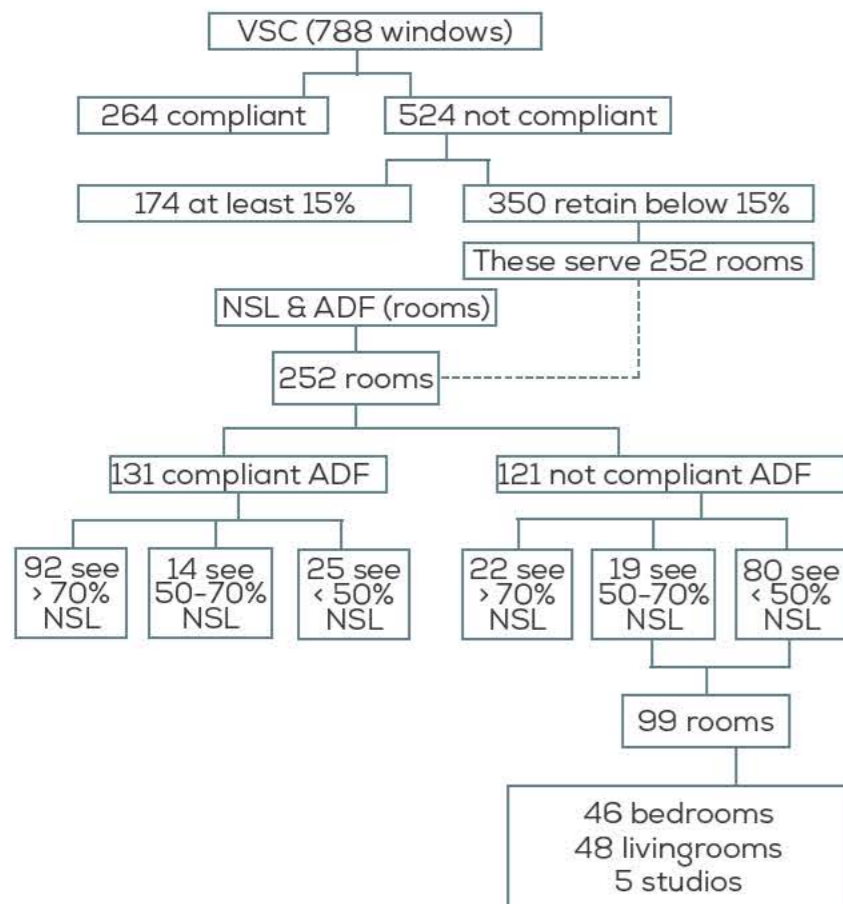 VSC (788 windows)
264 compliant
524 not compliant
174 at least 15%
350 retain below 15%
These serve 252 rooms
NSL & ADF (rooms)
252 rooms
131 compliant ADF
121 not compliant ADF
92 see
> 70%
NSL
14 see
50-70%
NSL
25 see
< 50%
NSL
22 see
> 70%
NSL
19 see
50-70%
NSL
80 see
< 50%
NSL
99 rooms
46 bedrooms
48 livingrooms
5 studios